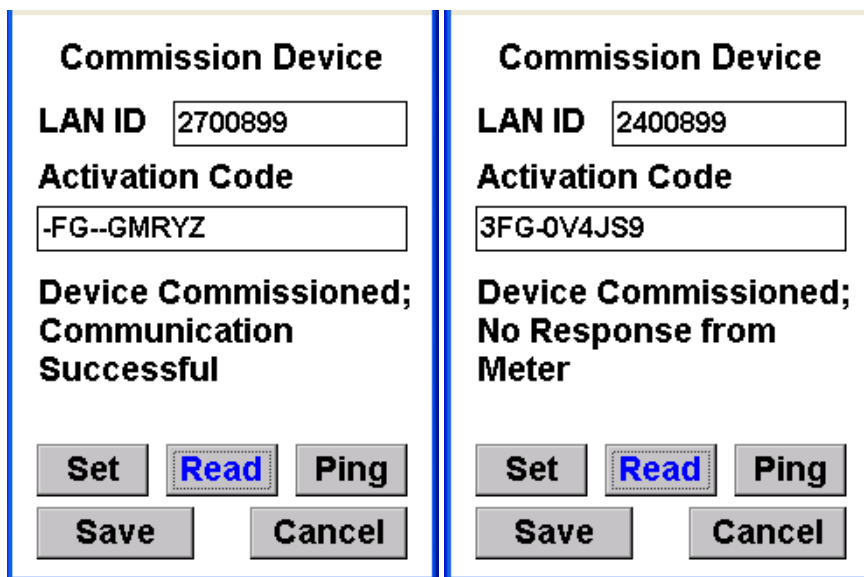 Commission Device
LAN ID 2700899
Activation Code
-FG--GMRYZ
Device Commissioned;
Communication
Successful
Set Read Ping
Save Cancel
Commission Device
LAN ID 2400899
Activation Code
3FG-0V4JS9
Device Commissioned;
No Response from
Meter
Set Read Ping
Save Cancel